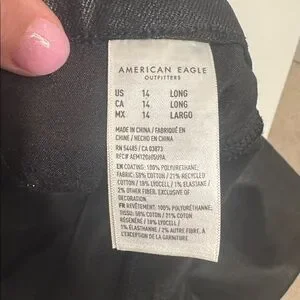 AMERICAN EAGLE
OUTFITTERS
US 14 LONG
CA 14 LONG
MX 14 LARGO
MADE IN CHINA / FABRIQUÉ EN
CHINE / HECHO EN CHINA
RN 54485 / CA 03873
EN COATING: 100% POLYURETHANE,
FABRIC: 58% COTTON / 21% RECYCLED
COTTON / 18% LYOCELL / 1% ELASTANE /
2% OTHER FIBER. EXCLUSIVE OF
DECORATION.
FR REVÊTEMENT: 100% POLYURÉTHANE;
TISSU: 58% COTON / 21% COTON
RÉGÉNÉRÉ / 18% LYOCELL /
1% ÉLASTHANNE / 2% AUTRE FIBRE. À
L'EXCEPTION DE LA GARNITURE